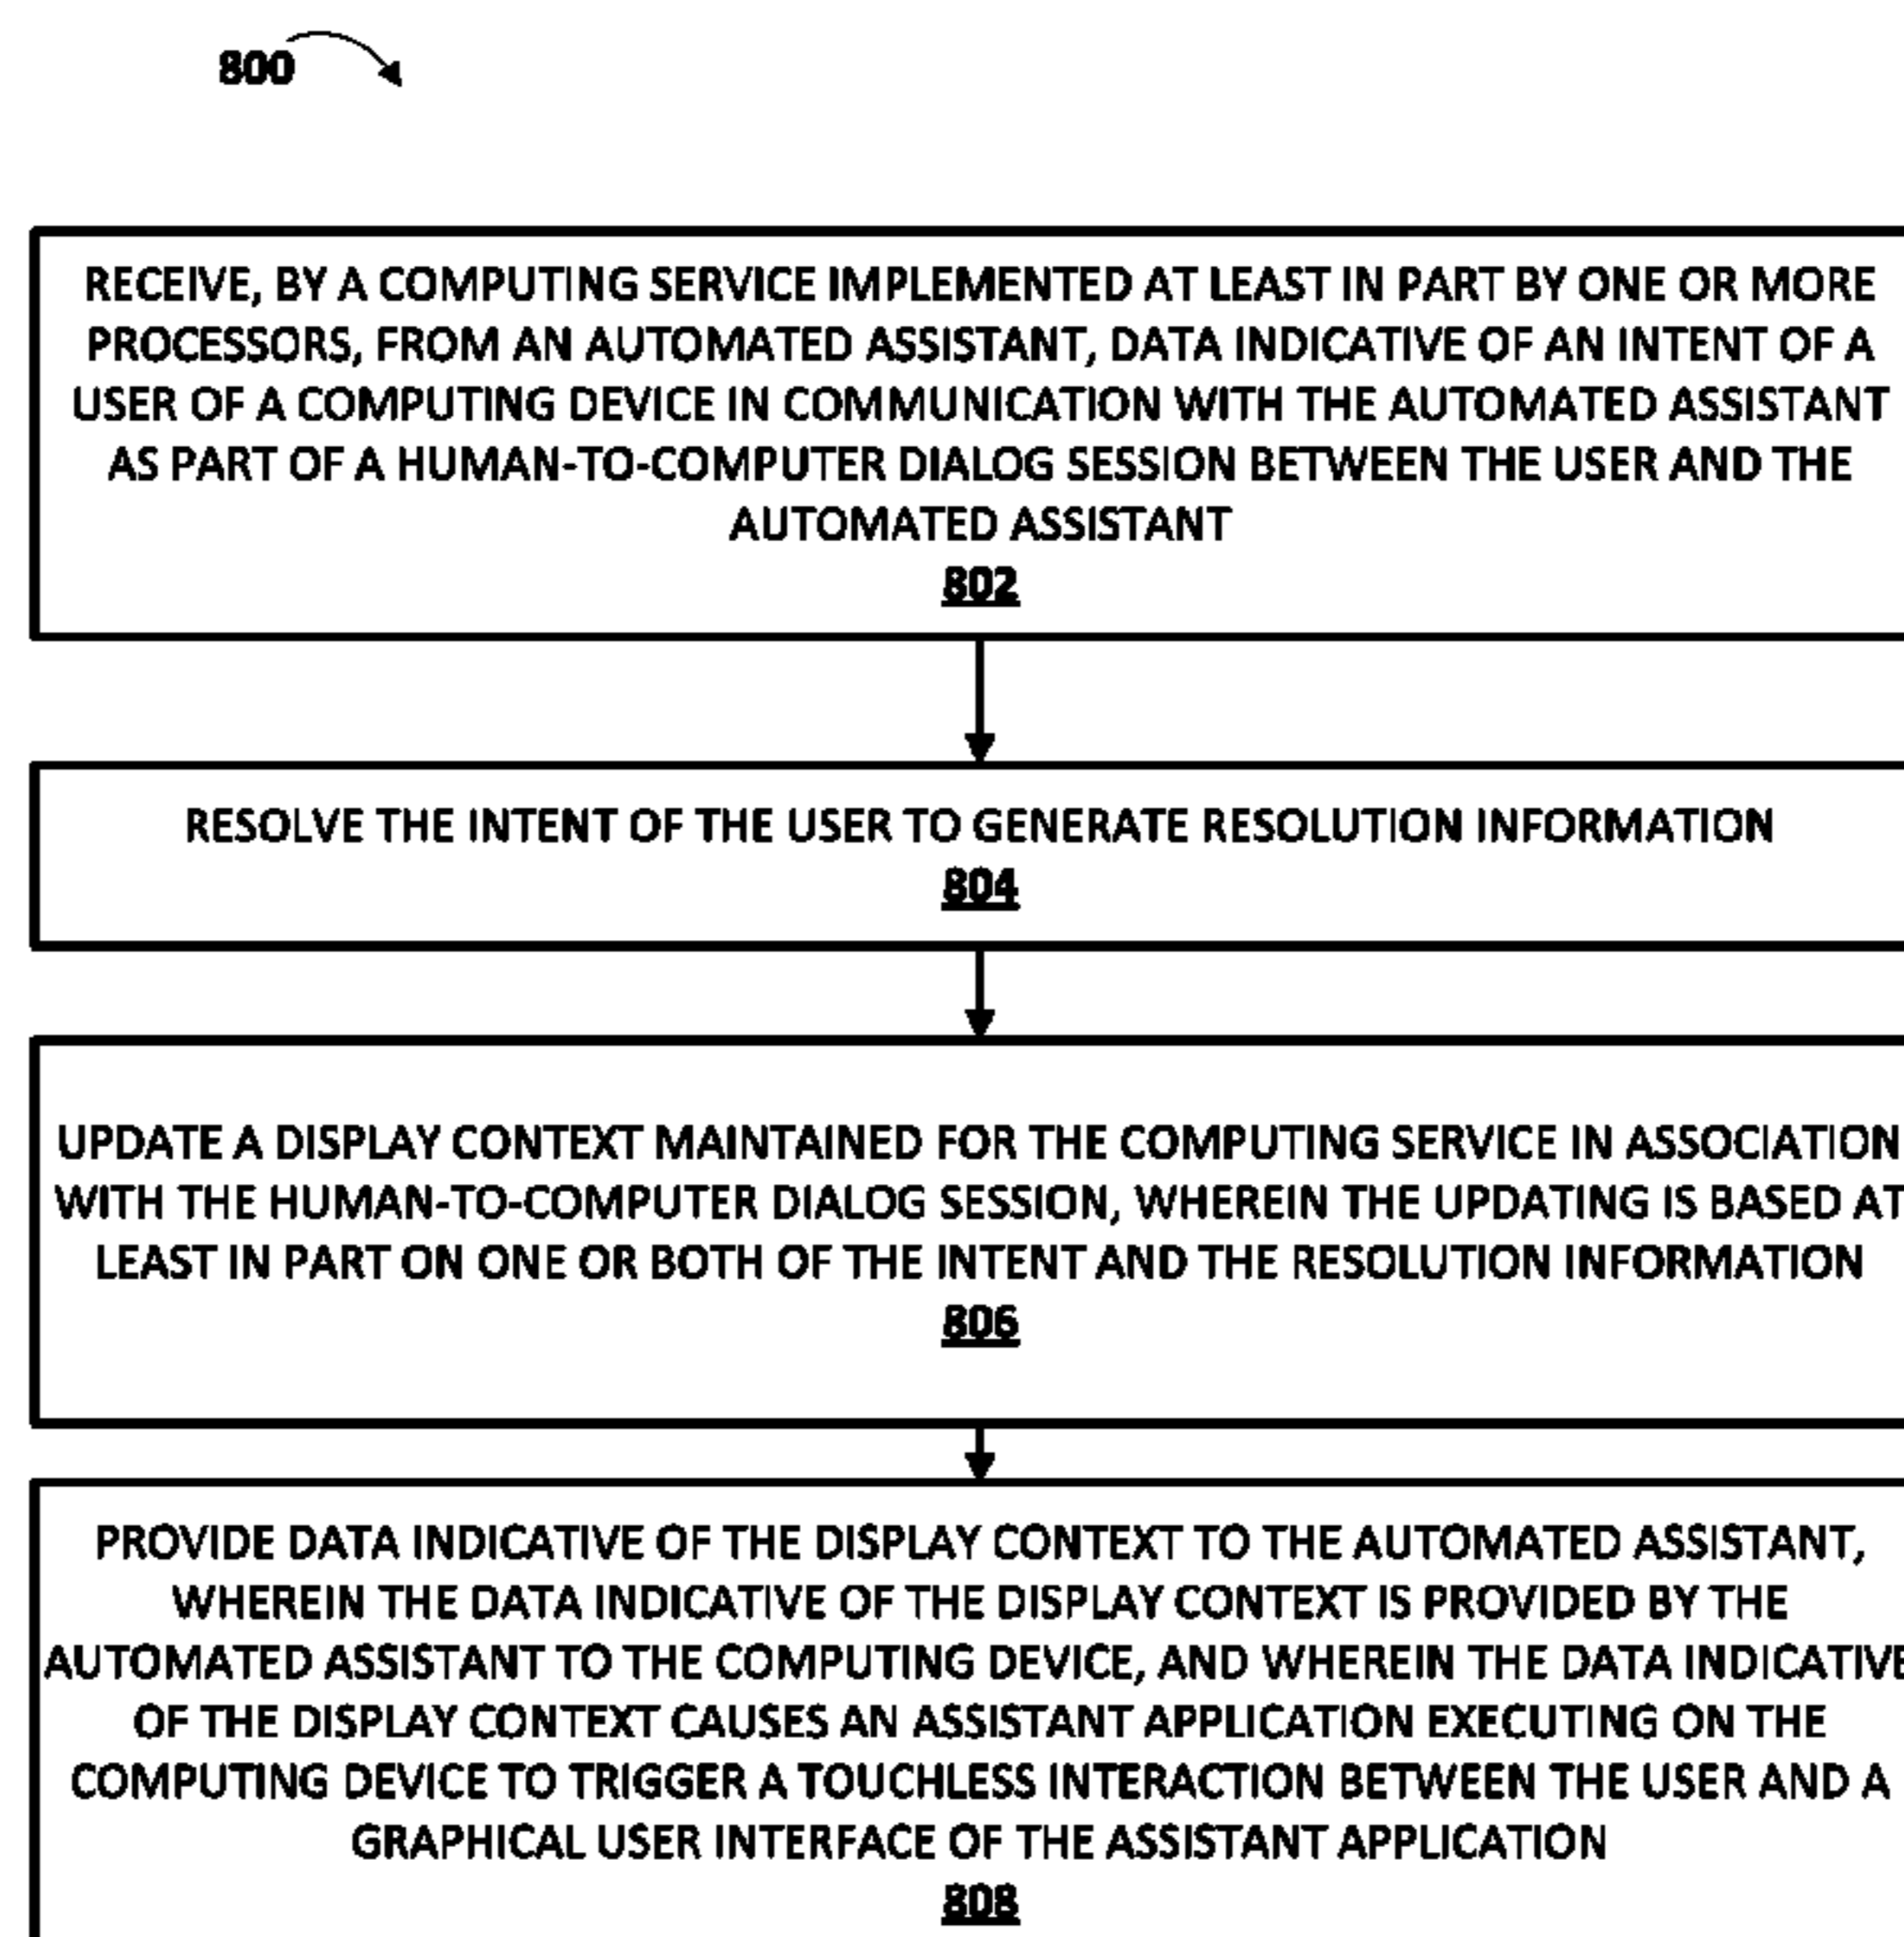 800
RECEIVE, BY A COMPUTING SERVICE IMPLEMENTED AT LEAST IN PART BY ONE OR MORE
PROCESSORS, FROM AN AUTOMATED ASSISTANT, DATA INDICATIVE OF AN INTENT OF A
USER OF A COMPUTING DEVICE IN COMMUNICATION WITH THE AUTOMATED ASSISTANT
AS PART OF A HUMAN-TO-COMPUTER DIALOG SESSION BETWEEN THE USER AND THE
AUTOMATED ASSISTANT
802
RESOLVE THE INTENT OF THE USER TO GENERATE RESOLUTION INFORMATION
804
UPDATE A DISPLAY CONTEXT MAINTAINED FOR THE COMPUTING SERVICE IN ASSOCIATION
WITH THE HUMAN-TO-COMPUTER DIALOG SESSION, WHEREIN THE UPDATING IS BASED AT
LEAST IN PART ON ONE OR BOTH OF THE INTENT AND THE RESOLUTION INFORMATION
806
PROVIDE DATA INDICATIVE OF THE DISPLAY CONTEXT TO THE AUTOMATED ASSISTANT,
WHEREIN THE DATA INDICATIVE OF THE DISPLAY CONTEXT IS PROVIDED BY THE
AUTOMATED ASSISTANT TO THE COMPUTING DEVICE, AND WHEREIN THE DATA INDICATIVE
OF THE DISPLAY CONTEXT CAUSES AN ASSISTANT APPLICATION EXECUTING ON THE
COMPUTING DEVICE TO TRIGGER A TOUCHLESS INTERACTION BETWEEN THE USER AND A
GRAPHICAL USER INTERFACE OF THE ASSISTANT APPLICATION
808